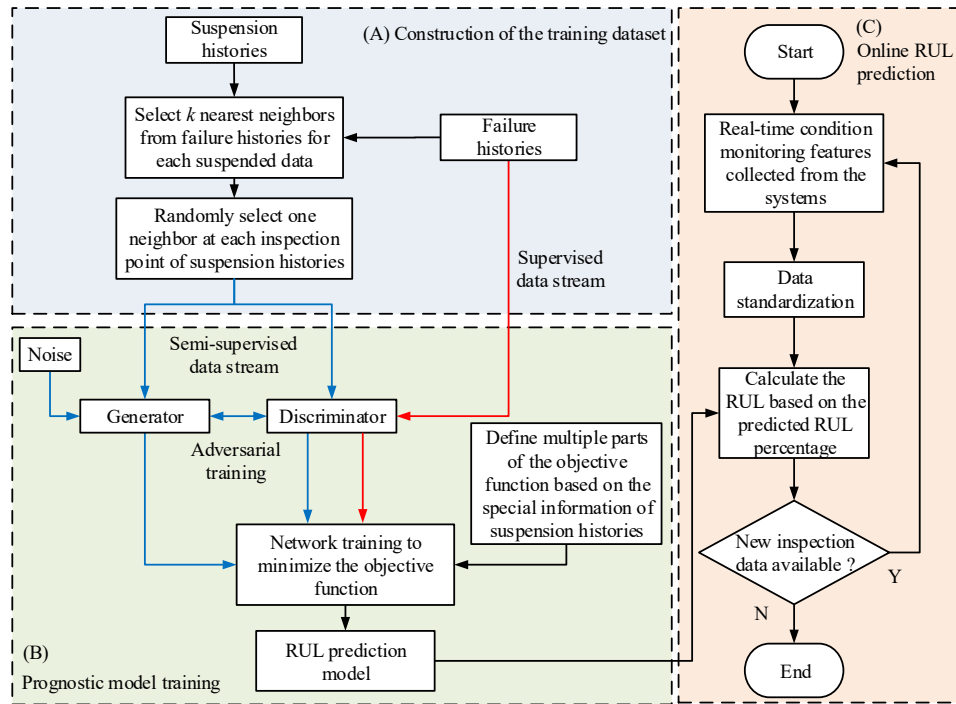 Suspension
histories
(A) Construction of the training dataset
Select k nearest neighbors
from failure histories for
each suspended data
Failure
histories
Randomly select one
neighbor at each inspection
point of suspension histories
Supervised
data stream
Semi-supervised
data stream
Noise
Generator
Discriminator
Adversarial
training
Define multiple parts
of the objective
function based on the
special information of
suspension histories
Network training to
minimize the objective
function
RUL prediction
model
(B)
Prognostic model training
(C)
Online RUL
prediction
Start
Real-time condition
monitoring features
collected from the
systems
Data
standardization
Calculate the
RUL based on the
predicted RUL
percentage
New inspection
data available ?
Y
N
End